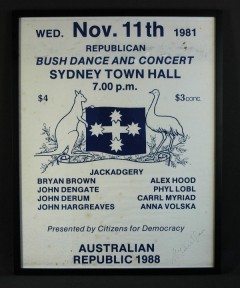 WED. Nov. 11th 1981
REPUBLICAN
BUSH DANCE AND CONCERT
SYDNEY TOWN HALL
7.00 p.m.
$4 $3 conc.
JACKADGERY
BRYAN BROWN ALEX HOOD
JOHN DENGATE PHYL LOBL
JOHN DERUM CARRL MYRIAD
JOHN HARGREAVES ANNA VOLSKA
Presented by Citizens for Democracy
AUSTRALIAN
REPUBLIC 1988